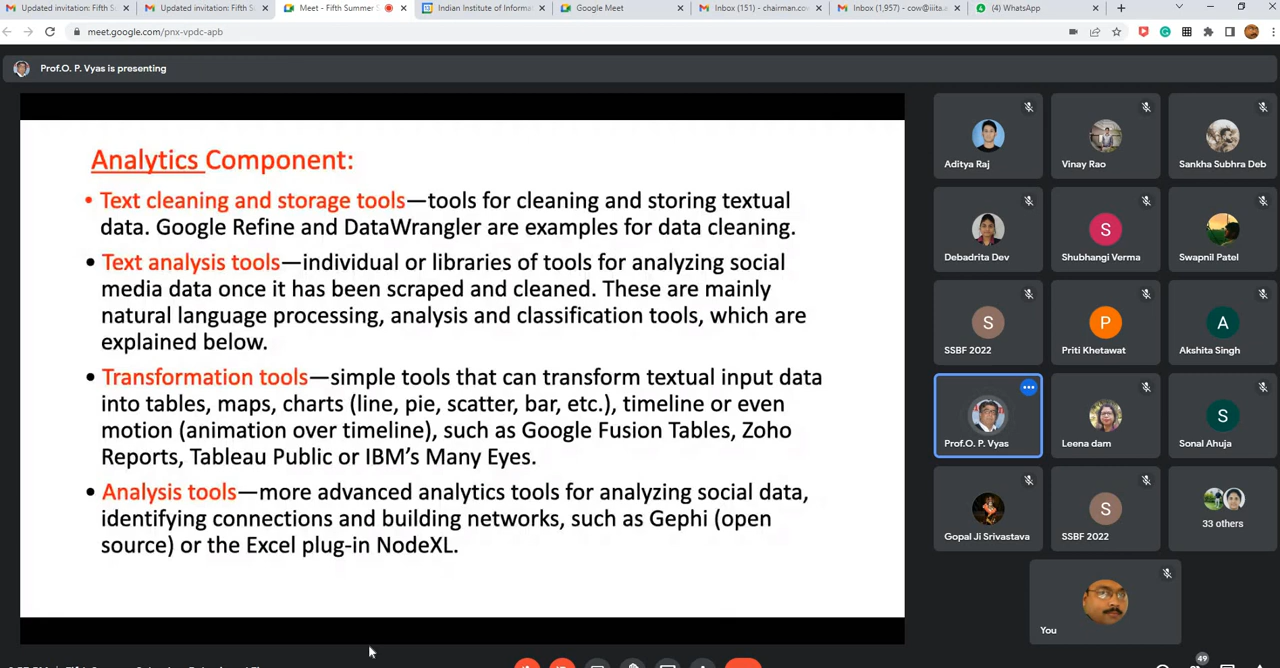 Updated invitation: Fifth S
Updated invitation: Fifth Su
Meet - Fifth Summer
Indian Institute of Informa
Google Meet
Inbox (151) - chairman.co
Inbox (1,957) - cow@iiita.a
(4) WhatsApp
meet.google.com/pnx-vpdc-apb
Prof.O. P. Vyas is presenting
Analytics Component:
• Text cleaning and storage tools—tools for cleaning and storing textual
data. Google Refine and DataWrangler are examples for data cleaning.
• Text analysis tools—individual or libraries of tools for analyzing social
media data once it has been scraped and cleaned. These are mainly
natural language processing, analysis and classification tools, which are
explained below.
• Transformation tools—simple tools that can transform textual input data
into tables, maps, charts (line, pie, scatter, bar, etc.), timeline or even
motion (animation over timeline), such as Google Fusion Tables, Zoho
Reports, Tableau Public or IBM's Many Eyes.
• Analysis tools—more advanced analytics tools for analyzing social data,
identifying connections and building networks, such as Gephi (open
source) or the Excel plug-in NodeXL.
Aditya Raj
Vinay Rao
Sankha Subhra Deb
Debadrita Dev
S
Shubhangi Verma
Swapnil Patel
S
SSBF 2022
P
Priti Khetawat
A
Akshita Singh
Prof.O. P. Vyas
Leena dam
S
Sonal Ahuja
Gopal Ji Srivastava
S
SSBF 2022
33 others
You
49